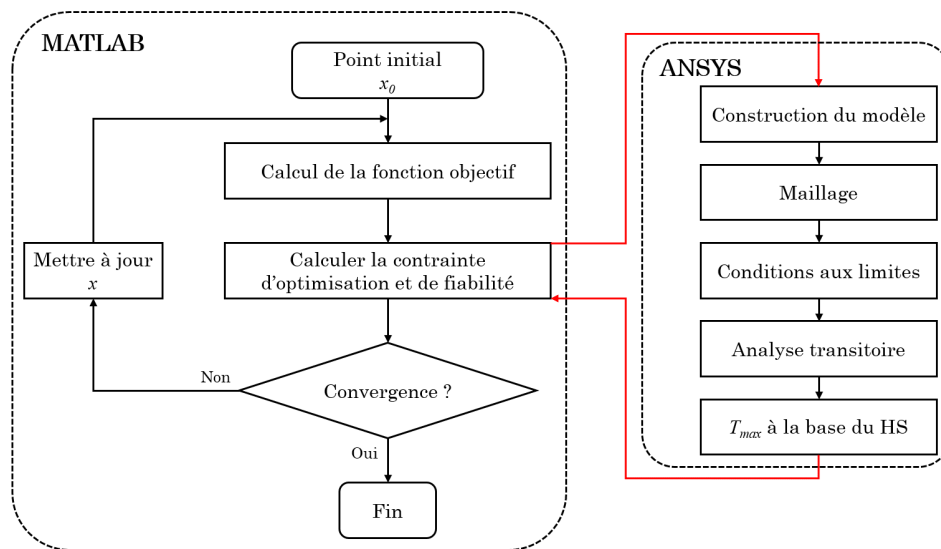 MATLAB
Point initial
x0
Calcul de la fonction objectif
Calculer la contrainte
d'optimisation et de fiabilité
Mettre à jour
x
Non
Convergence ?
Oui
Fin
ANSYS
Construction du modèle
Maillage
Conditions aux limites
Analyse transitoire
Tmax à la base du HS